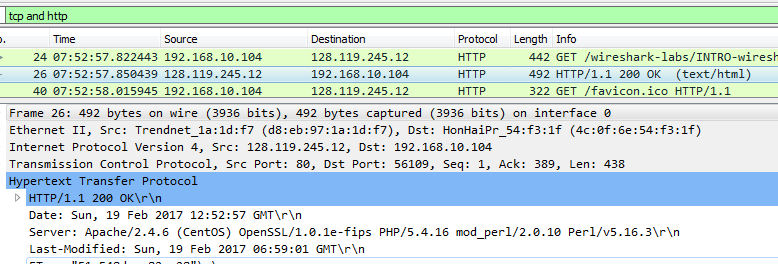 tcp and http
o. Time Source Destination Protocol Length Info
24 07:52:57.822443 192.168.10.104 128.119.245.12 HTTP 442 GET /wireshark-labs/INTRO-wiresh
26 07:52:57.850439 128.119.245.12 192.168.10.104 HTTP 492 HTTP/1.1 200 OK (text/html)
40 07:52:58.015945 192.168.10.104 128.119.245.12 HTTP 322 GET /favicon.ico HTTP/1.1
Frame 26: 492 bytes on wire (3936 bits), 492 bytes captured (3936 bits) on interface 0
Ethernet II, Src: Trendnet_1a:1d:f7 (d8:eb:97:1a:1d:f7), Dst: HonHaiPr_54:f3:1f (4c:0f:6e:54:f3:1f)
Internet Protocol Version 4, Src: 128.119.245.12, Dst: 192.168.10.104
Transmission Control Protocol, Src Port: 80, Dst Port: 56109, Seq: 1, Ack: 389, Len: 438
Hypertext Transfer Protocol
HTTP/1.1 200 OK\r\n
Date: Sun, 19 Feb 2017 12:52:57 GMT\r\n
Server: Apache/2.4.6 (CentOS) OpenSSL/1.0.1e-fips PHP/5.4.16 mod_perl/2.0.10 Perl/v5.16.3\r\n
Last-Modified: Sun, 19 Feb 2017 06:59:01 GMT\r\n